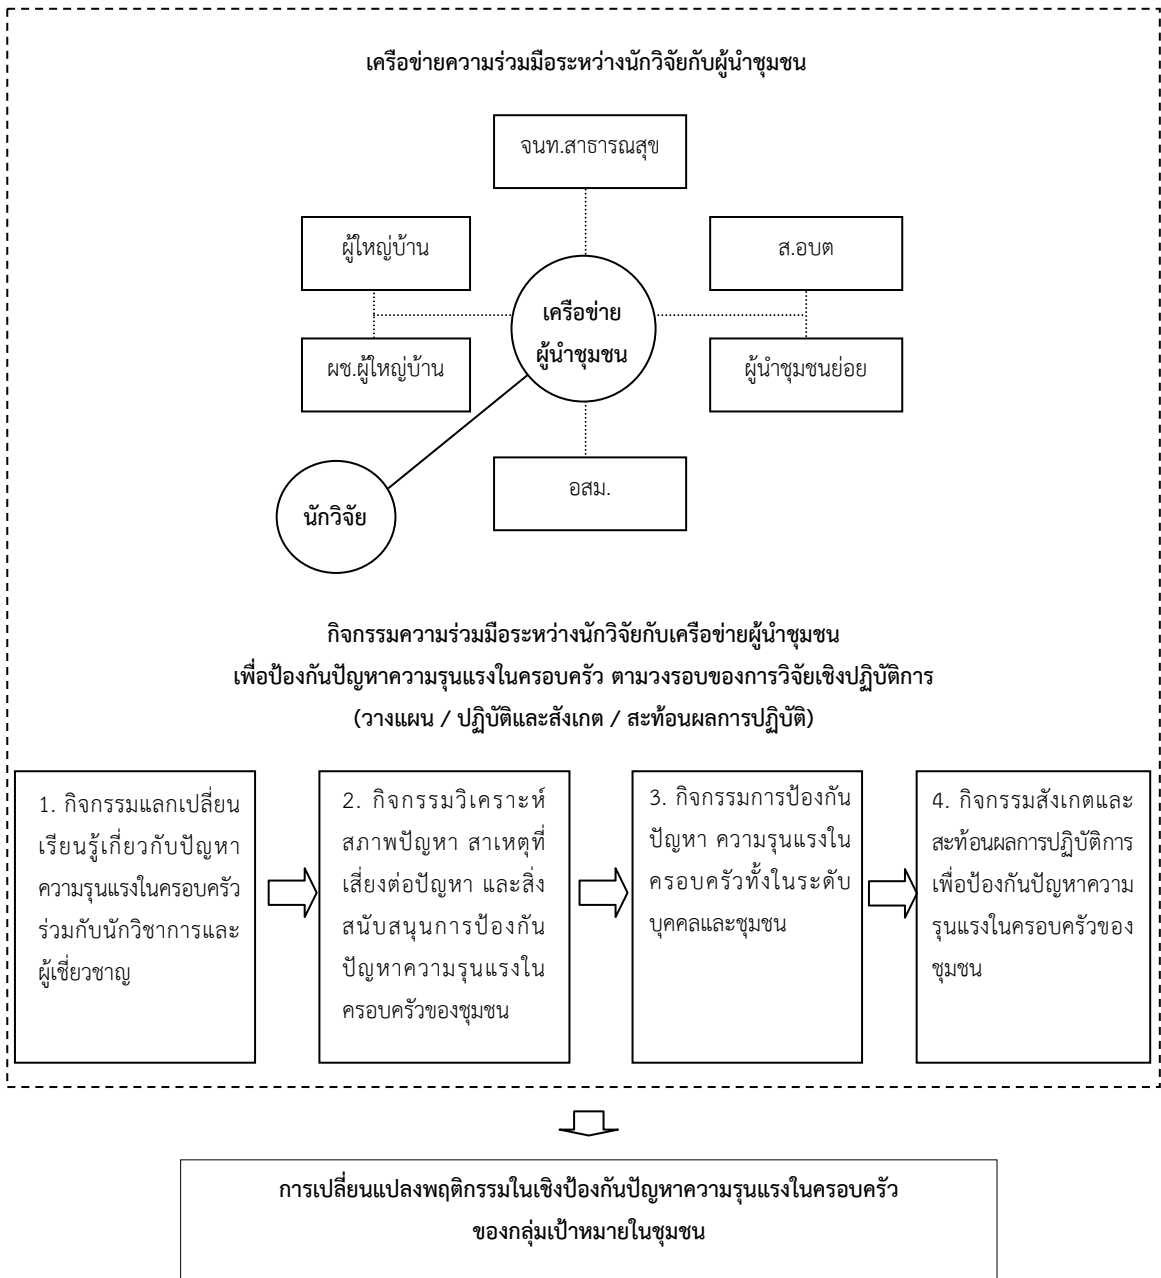 เครือข่ายความร่วมมือระหว่างนักวิจัยกับผู้นำชุมชน
จนท.สาธารณสุข
ผู้ใหญ่บ้าน
ส.อบต
เครือข่าย
ผู้นำชุมชน
ผช.ผู้ใหญ่บ้าน
ผู้นำชุมชนย่อย
อสม.
นักวิจัย
กิจกรรมความร่วมมือระหว่างนักวิจัยกับเครือข่ายผู้นำชุมชน
เพื่อป้องกันปัญหาความรุนแรงในครอบครัว ตามวงรอบของการวิจัยเชิงปฏิบัติการ
(วางแผน / ปฏิบัติและสังเกต / สะท้อนผลการปฏิบัติ)
1. กิจกรรมแลกเปลี่ยน
เรียนรู้เกี่ยวกับปัญหา
ความรุนแรงในครอบครัว
ร่วมกับนักวิชาการและ
ผู้เชี่ยวชาญ
2. กิจกรรมวิเคราะห์
สภาพปัญหา สาเหตุที่
เสี่ยงต่อปัญหา และสิ่ง
สนับสนุนการป้องกัน
ปัญหาความรุนแรงใน
ครอบครัวของชุมชน
3. กิจกรรมการป้องกัน
ปัญหา ความรุนแรงใน
ครอบครัวทั้งในระดับ
บุคคลและชุมชน
4. กิจกรรมสังเกตและ
สะท้อนผลการปฏิบัติการ
เพื่อป้องกันปัญหาความ
รุนแรงในครอบครัวของ
ชุมชน
การเปลี่ยนแปลงพฤติกรรมในเชิงป้องกันปัญหาความรุนแรงในครอบครัว
ของกลุ่มเป้าหมายในชุมชน